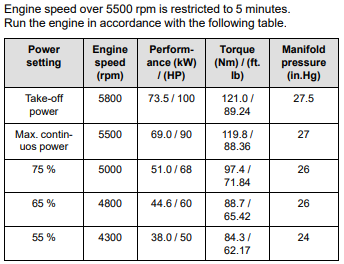 Engine speed over 5500 rpm is restricted to 5 minutes.
Run the engine in accordance with the following table.
Power setting | Engine speed (rpm) | Perform-ance (kW) / (HP) | Torque (Nm) / (ft. lb) | Manifold pressure (in.Hg)
Take-off power | 5800 | 73.5 / 100 | 121.0 / 89.24 | 27.5
Max. contin-uos power | 5500 | 69.0 / 90 | 119.8 / 88.36 | 27
75 % | 5000 | 51.0 / 68 | 97.4 / 71.84 | 26
65 % | 4800 | 44.6 / 60 | 88.7 / 65.42 | 26
55 % | 4300 | 38.0 / 50 | 84.3 / 62.17 | 24